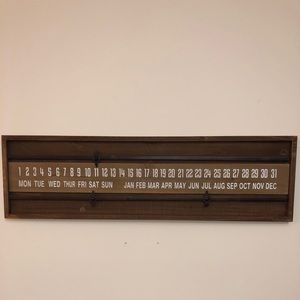 1 2 3 4 5 6 7 8 9 10 11 12 13 14 15 16 17 18 19 20 21 22 23 24 25 26 27 28 29 30 31
MON TUE WED THUR FRI SAT SUN JAN FEB MAR APR MAY JUN JUL AUG SEP OCT NOV DEC